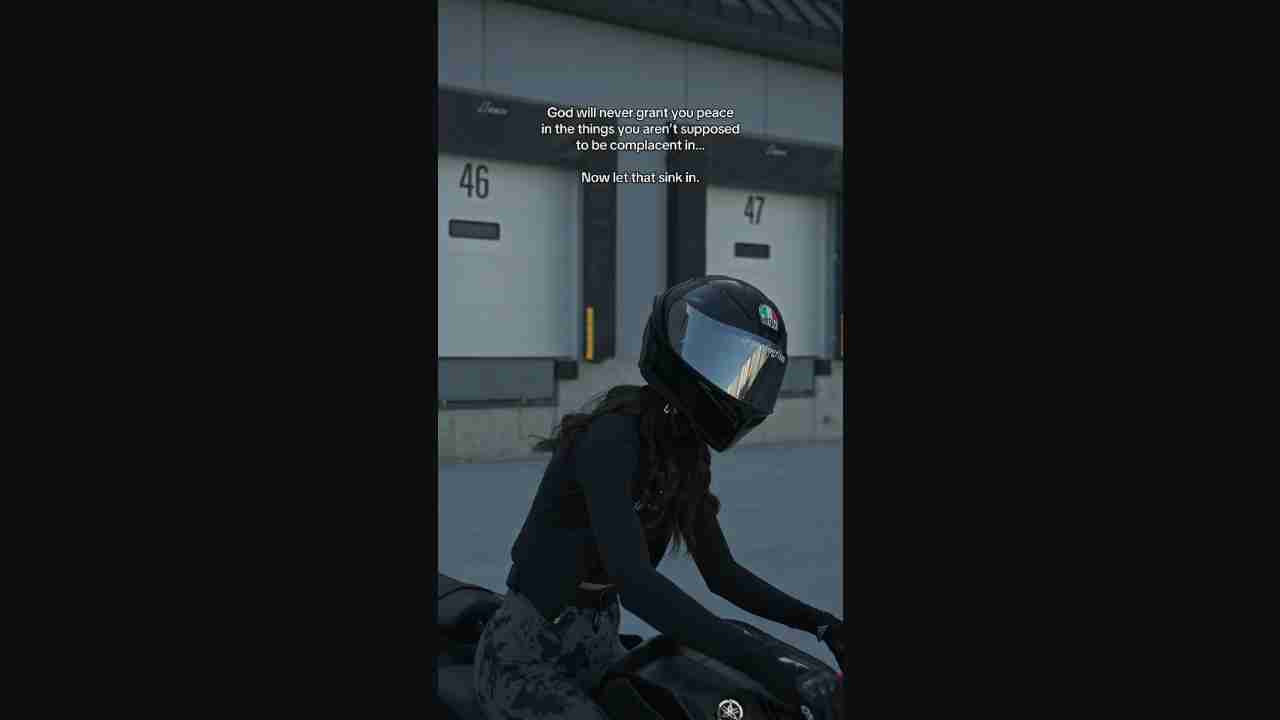 God will never grant you peace
in the things you aren't supposed
to be complacent in...
Now let that sink in.
46
47
AGV